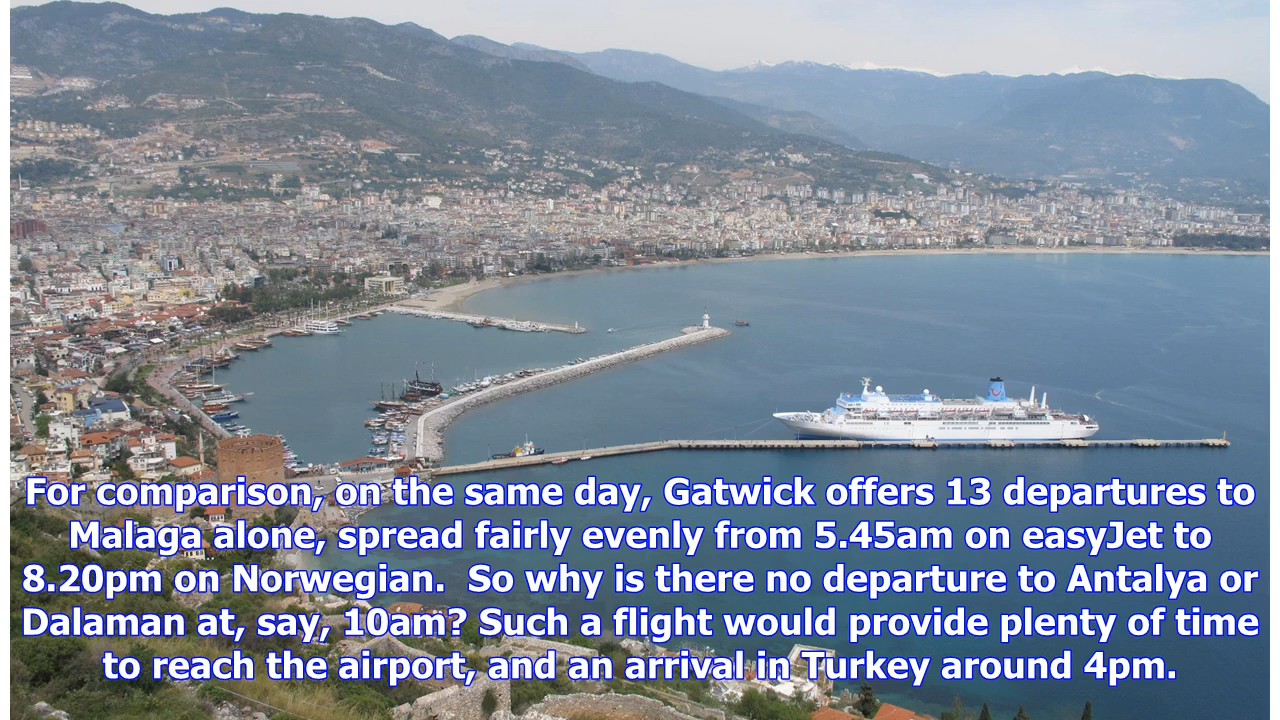 For comparison, on the same day, Gatwick offers 13 departures to
Malaga alone, spread fairly evenly from 5.45am on easyJet to
8.20pm on Norwegian.  So why is there no departure to Antalya or
Dalaman at, say, 10am? Such a flight would provide plenty of time
to reach the airport, and an arrival in Turkey around 4pm.